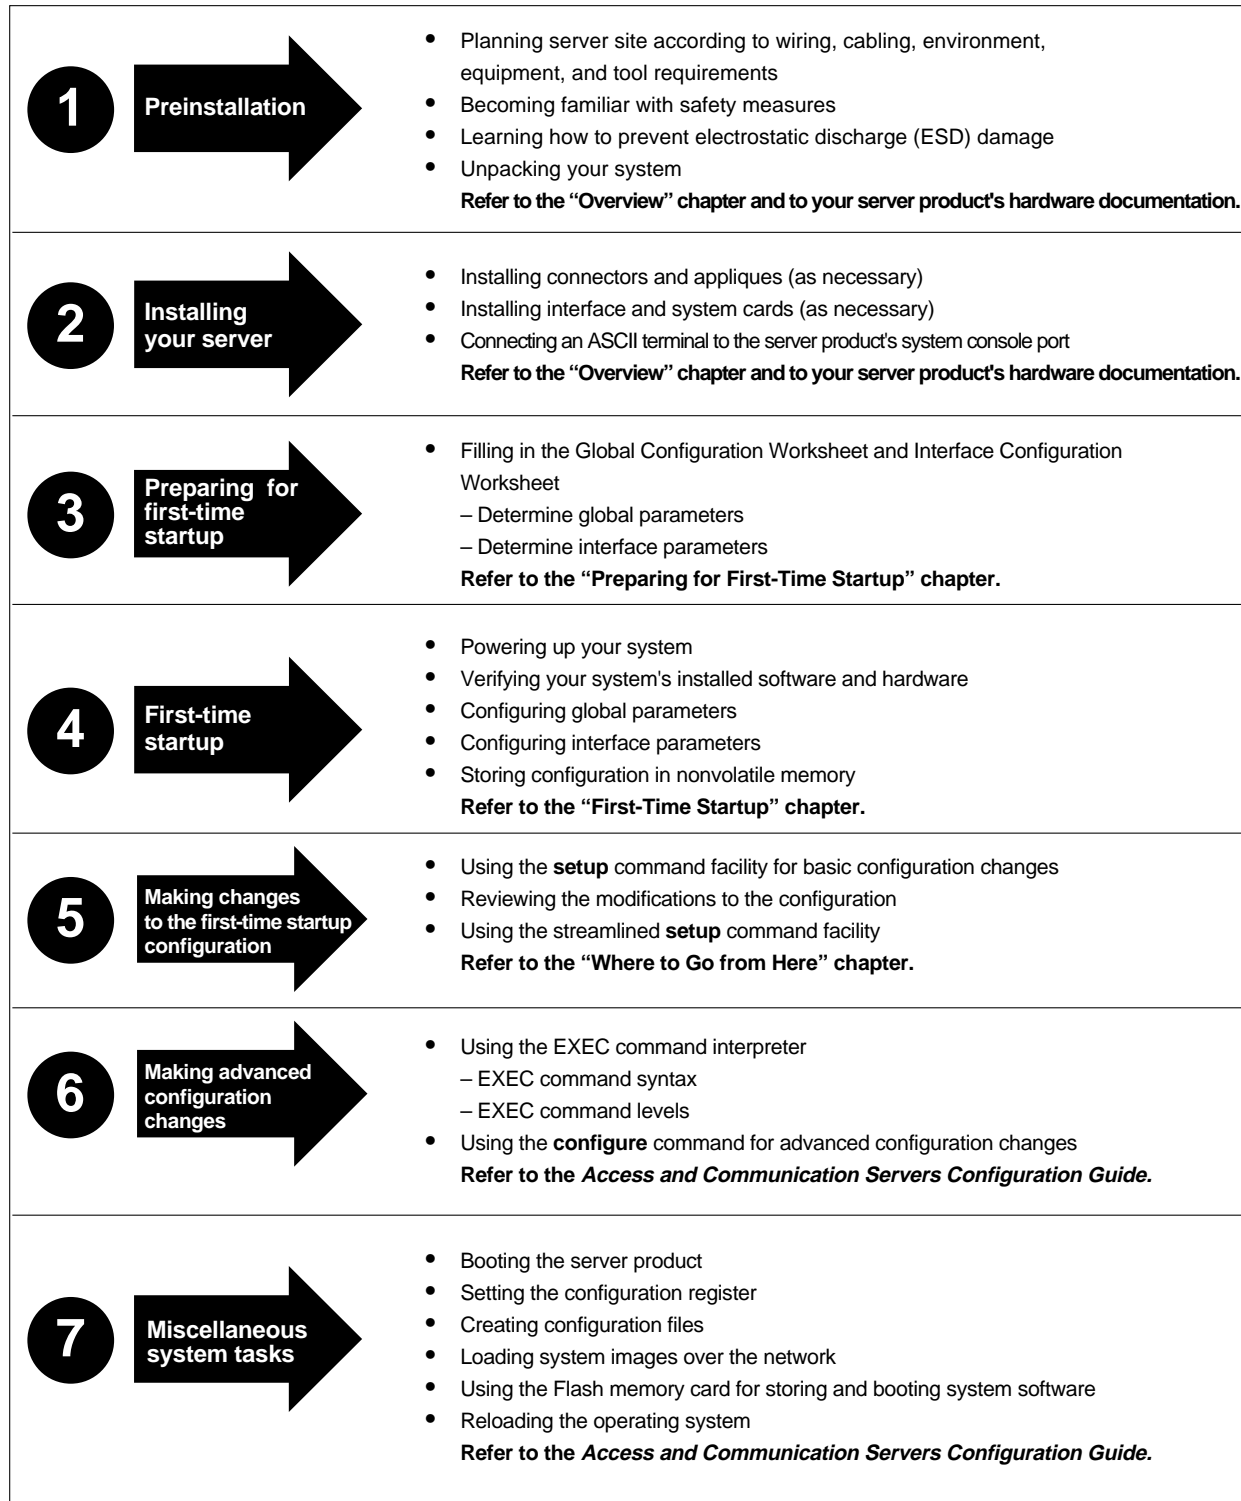 1
Preinstallation
• Planning server site according to wiring, cabling, environment,
equipment, and tool requirements
• Becoming familiar with safety measures
• Learning how to prevent electrostatic discharge (ESD) damage
• Unpacking your system
Refer to the “Overview” chapter and to your server product's hardware documentation.
2
Installing
your server
• Installing connectors and appliques (as necessary)
• Installing interface and system cards (as necessary)
• Connecting an ASCII terminal to the server product's system console port
Refer to the “Overview” chapter and to your server product's hardware documentation.
3
Preparing for
first-time
startup
• Filling in the Global Configuration Worksheet and Interface Configuration
Worksheet
– Determine global parameters
– Determine interface parameters
Refer to the “Preparing for First-Time Startup” chapter.
4
First-time
startup
• Powering up your system
• Verifying your system's installed software and hardware
• Configuring global parameters
• Configuring interface parameters
• Storing configuration in nonvolatile memory
Refer to the “First-Time Startup” chapter.
5
Making changes
to the first-time startup
configuration
• Using the setup command facility for basic configuration changes
• Reviewing the modifications to the configuration
• Using the streamlined setup command facility
Refer to the “Where to Go from Here” chapter.
6
Making advanced
configuration
changes
• Using the EXEC command interpreter
– EXEC command syntax
– EXEC command levels
• Using the configure command for advanced configuration changes
Refer to the Access and Communication Servers Configuration Guide.
7
Miscellaneous
system tasks
• Booting the server product
• Setting the configuration register
• Creating configuration files
• Loading system images over the network
• Using the Flash memory card for storing and booting system software
• Reloading the operating system
Refer to the Access and Communication Servers Configuration Guide.